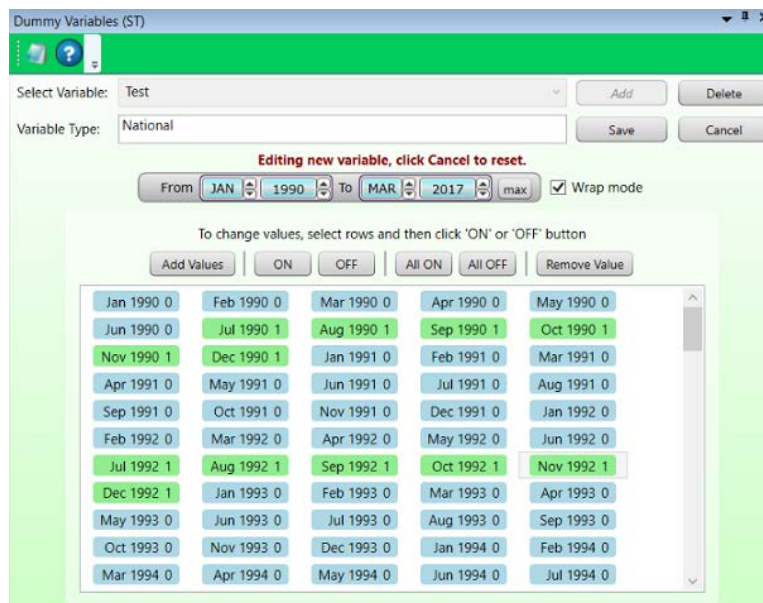 Dummy Variables (ST)
?
Select Variable: Test Add Delete
Variable Type: National Save Cancel
Editing new variable, click Cancel to reset.
From JAN 1990 To MAR 2017 max Wrap mode
To change values, select rows and then click 'ON' or 'OFF' button
Add Values ON OFF All ON All OFF Remove Value
Jan 1990 0 Feb 1990 0 Mar 1990 0 Apr 1990 0 May 1990 0
Jun 1990 0 Jul 1990 1 Aug 1990 1 Sep 1990 1 Oct 1990 1
Nov 1990 1 Dec 1990 1 Jan 1991 0 Feb 1991 0 Mar 1991 0
Apr 1991 0 May 1991 0 Jun 1991 0 Jul 1991 0 Aug 1991 0
Sep 1991 0 Oct 1991 0 Nov 1991 0 Dec 1991 0 Jan 1992 0
Feb 1992 0 Mar 1992 0 Apr 1992 0 May 1992 0 Jun 1992 0
Jul 1992 1 Aug 1992 1 Sep 1992 1 Oct 1992 1 Nov 1992 1
Dec 1992 1 Jan 1993 0 Feb 1993 0 Mar 1993 0 Apr 1993 0
May 1993 0 Jun 1993 0 Jul 1993 0 Aug 1993 0 Sep 1993 0
Oct 1993 0 Nov 1993 0 Dec 1993 0 Jan 1994 0 Feb 1994 0
Mar 1994 0 Apr 1994 0 May 1994 0 Jun 1994 0 Jul 1994 0